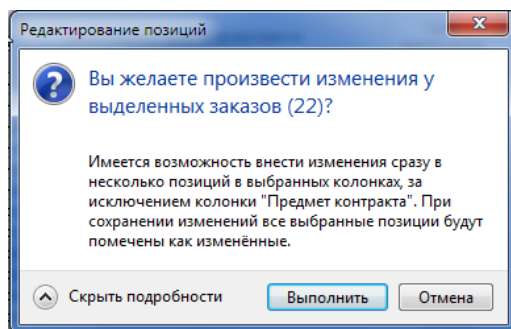 Редактирование позиций
Вы желаете произвести изменения у
выделенных заказов (22)?
Имеется возможность внести изменения сразу в
несколько позиций в выбранных колонках, за
исключением колонки "Предмет контракта". При
сохранении изменений все выбранные позиции будут
помечены как изменённые.
Скрыть подробности
Выполнить
Отмена